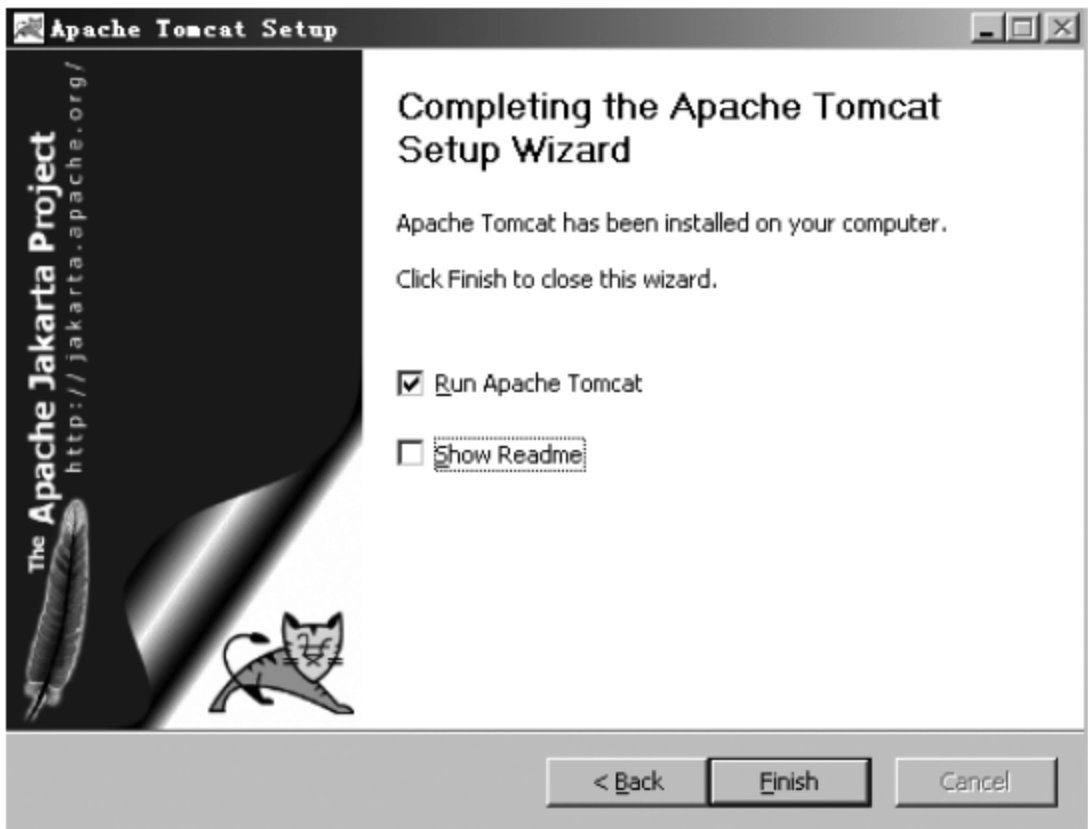 Apache Tomcat Setup
The Apache Jakarta Project
http://jakarta.apache.org/
Completing the Apache Tomcat
Setup Wizard
Apache Tomcat has been installed on your computer.
Click Finish to close this wizard.
Run Apache Tomcat
Show Readme
< Back
Finish
Cancel